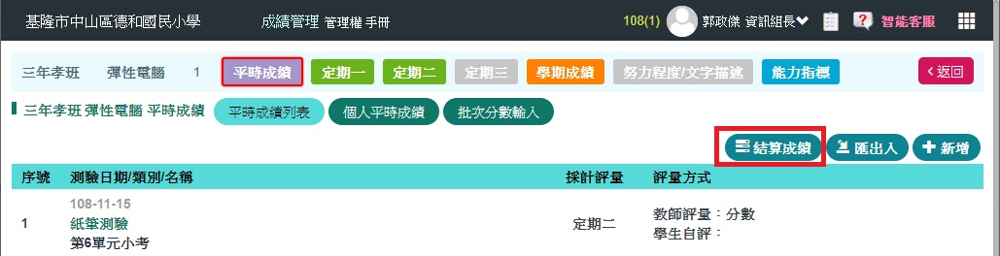 基隆市中山區德和國民小學 成績管理 管理權 手冊 108(1) 郭政傑 資訊組長 智能客服
三年孝班 彈性電腦 1 平時成績 定期一 定期二 定期三 學期成績 努力程度/文字描述 能力指標 返回
三年孝班 彈性電腦 平時成績 平時成績列表 個人平時成績 批次分數輸入
結算成績 匯出入 新增
序號 測驗日期/類別/名稱 採計評量 評量方式
108-11-15
1 紙筆測驗 定期二 教師評量：分數
第6單元小考 學生自評：